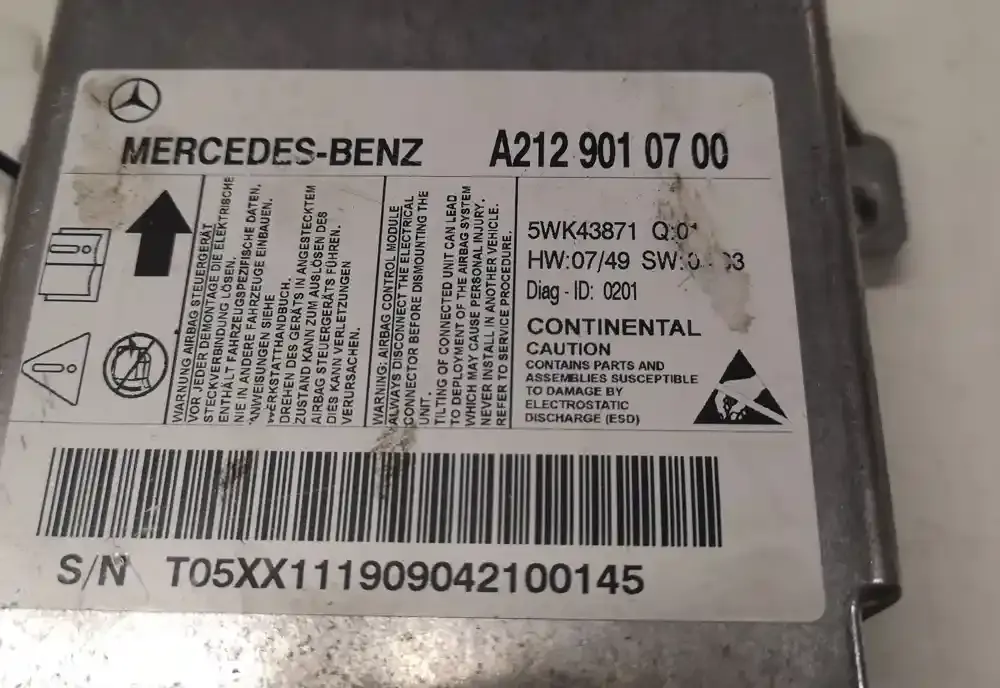 MERCEDES-BENZ A212 901 07 00
WARNUNG AIRBAG STEUERGERÄT
VOR JEDER DEMONTAGE DIE ELEKTRISCHE
STECKVERBINDUNG LÖSEN.
ENTHÄLT FAHRZEUGSPEZIFISCHE DATEN,
NIE IN ANDERE FAHRZEUGE EINBAUEN.
ANWEISUNGEN SIEHE
WERKSTATTHANDBUCH.
DREHEN DES GERÄTS IN ANGESTECKTEM
ZUSTAND KANN ZUM AUSLÖSEN DES
AIRBAG STEUERGERÄTS FÜHREN.
DIES KANN VERLETZUNGEN
VERURSACHEN.
WARNING: AIRBAG CONTROL MODULE
ALWAYS DISCONNECT THE ELECTRICAL
CONNECTOR BEFORE DISMOUNTING THE
UNIT.
TILTING OF CONNECTED UNIT CAN LEAD
TO DEPLOYMENT OF THE AIRBAG SYSTEM
WHICH MAY CAUSE PERSONAL INJURY.
NEVER INSTALL IN ANOTHER VEHICLE.
REFER TO SERVICE PROCEDURE.
5WK43871
HW:07/49
Diag - ID: 0201
CONTINENTAL
CAUTION
CONTAINS PARTS AND
ASSEMBLIES SUSCEPTIBLE
TO DAMAGE BY
ELECTROSTATIC
DISCHARGE (ESD)
S/N T05XX111909042100145